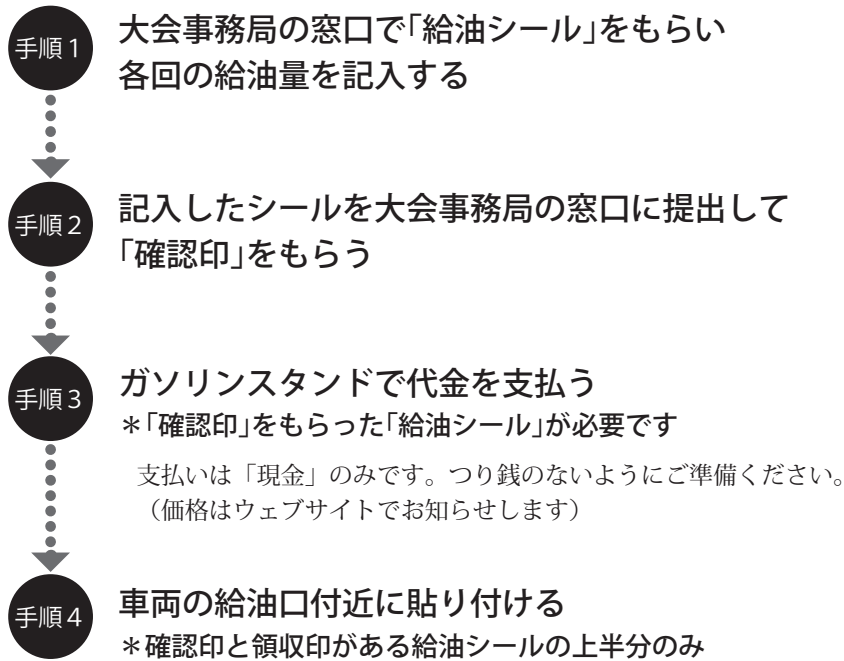 手順1
大会事務局の窓口で「給油シール」をもらい
各回の給油量を記入する
手順2
記入したシールを大会事務局の窓口に提出して
「確認印」をもらう
手順3
ガソリンスタンドで代金を支払う
＊「確認印」をもらった「給油シール」が必要です
支払いは「現金」のみです。つり銭のないようにご準備ください。
（価格はウェブサイトでお知らせします）
手順4
車両の給油口付近に貼り付ける
＊確認印と領収印がある給油シールの上半分のみ